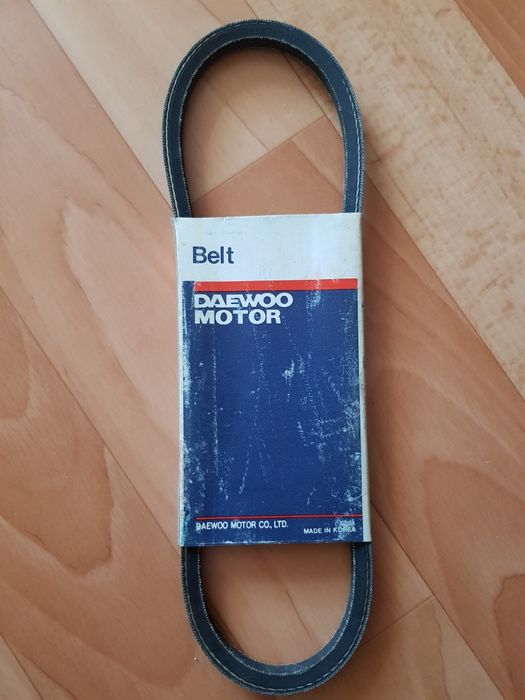 Belt
DAEWOO
MOTOR
DAEWOO MOTOR CO., LTD.
MADE IN KOREA